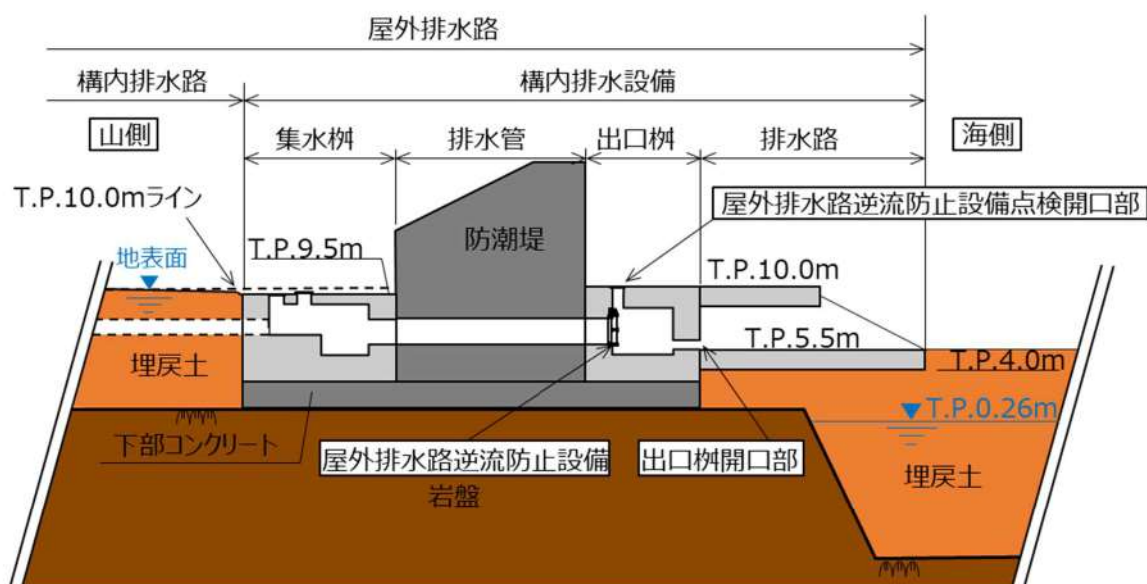 屋外排水路
構内排水路
構内排水設備
山側
集水桝
排水管
出口桝
排水路
海側
T.P.10.0mライン
屋外排水路逆流防止設備点検開口部
防潮堤
地表面
T.P.9.5m
T.P.10.0m
T.P.5.5m
埋戻土
T.P.4.0m
T.P.0.26m
下部コンクリート
屋外排水路逆流防止設備
出口桝開口部
埋戻土
岩盤